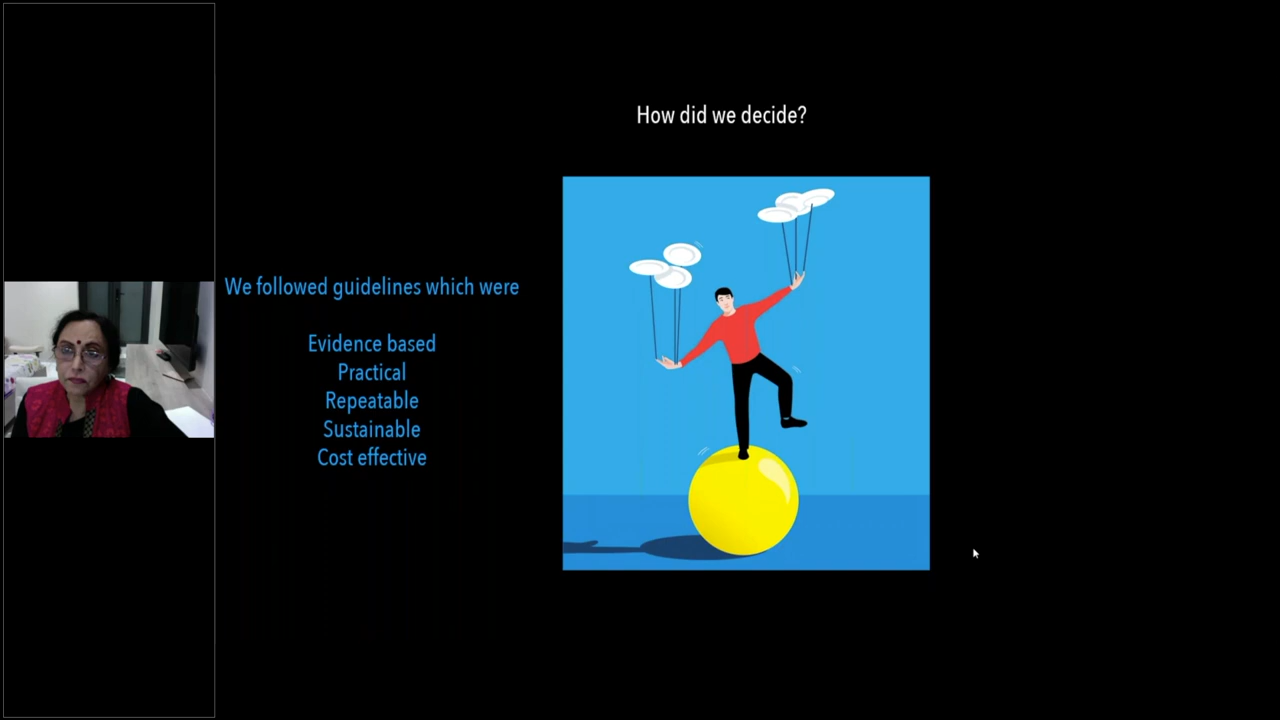 How did we decide?
We followed guidelines which were
Evidence based
Practical
Repeatable
Sustainable
Cost effective